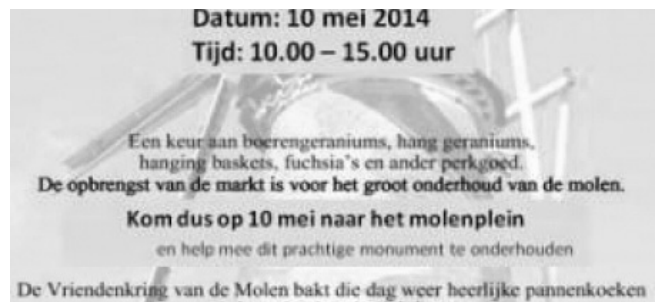 Datum: 10 mei 2014
Tijd: 10.00 – 15.00 uur
Een keur aan boerengeraniums, hang geraniums,
hanging baskets, fuchsia's en ander perkgoed.
De opbrengst van de markt is voor het groot onderhoud van de molen.
Kom dus op 10 mei naar het molenplein
en help mee dit prachtige monument te onderhouden
De Vriendenkring van de Molen bakt die dag weer heerlijke pannenkoeken